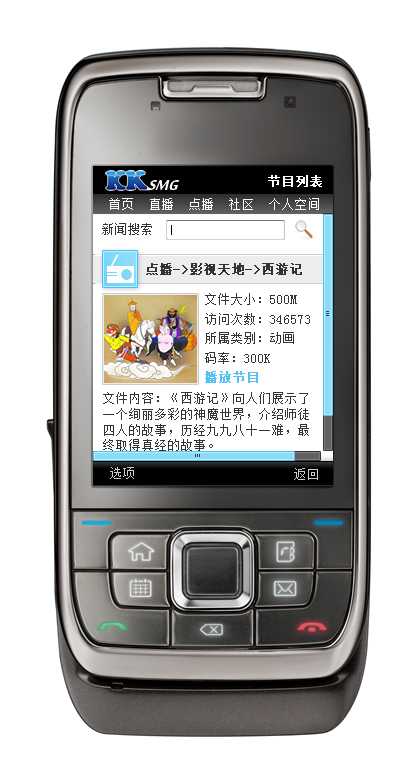 KKSMG
节目列表
首页 直播 点播 社区 个人空间
新闻搜索
点播->影视天地->西游记
文件大小：500M
访问次数：346573
所属类别：动画
码率：300K
播放节目
文件内容：《西游记》向人们展示了
一个绚丽多彩的神魔世界，介绍师徒
四人的故事，历经九九八十一难，最
终取得真经的故事。
选项 返回